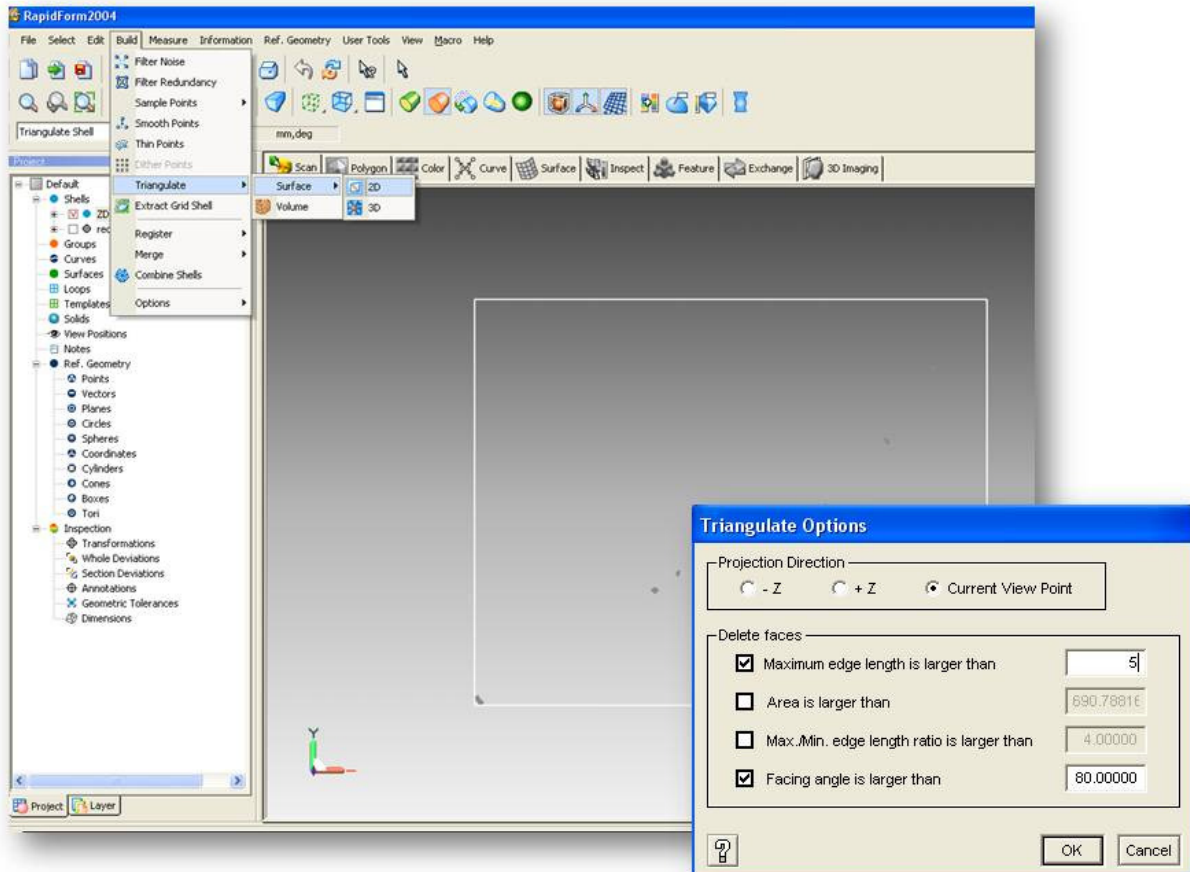 RapidForm2004
File Select Edit Build Measure Information Ref. Geometry User Tools View Macro Help
Filter Noise
Filter Redundancy
Sample Points
Smooth Points
Thin Points
Dither Points
Triangulate
Extract Grid Shell
Register
Merge
Combine Shells
Options
Surface
Volume
2D
3D
Triangulate Shell
mm,deg
Project
Scan Polygon Color Curve Surface Inspect Feature Exchange 3D Imaging
Default
Shells
Groups
Curves
Surfaces
Loops
Templates
Solids
View Positions
Notes
Ref. Geometry
Points
Vectors
Planes
Circles
Spheres
Coordinates
Cylinders
Cones
Boxes
Tori
Inspection
Transformations
Whole Deviations
Section Deviations
Annotations
Geometric Tolerances
Dimensions
Y
Project Layer
Triangulate Options
Projection Direction
- Z + Z Current View Point
Delete faces
Maximum edge length is larger than 5
Area is larger than 690.78816
Max./Min. edge length ratio is larger than 4.00000
Facing angle is larger than 80.00000
? OK Cancel